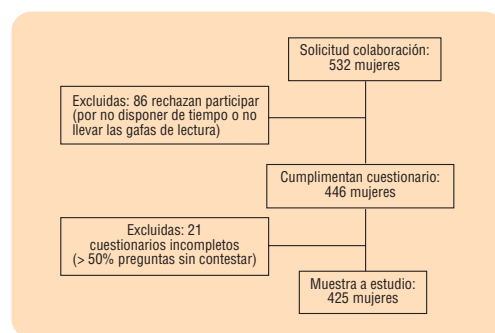 Solicitud colaboración:
532 mujeres
Excluidas: 86 rechazan participar
(por no disponer de tiempo o no
llevar las gafas de lectura)
Cumplimentan cuestionario:
446 mujeres
Excluidas: 21
cuestionarios incompletos
(> 50% preguntas sin contestar)
Muestra a estudio:
425 mujeres